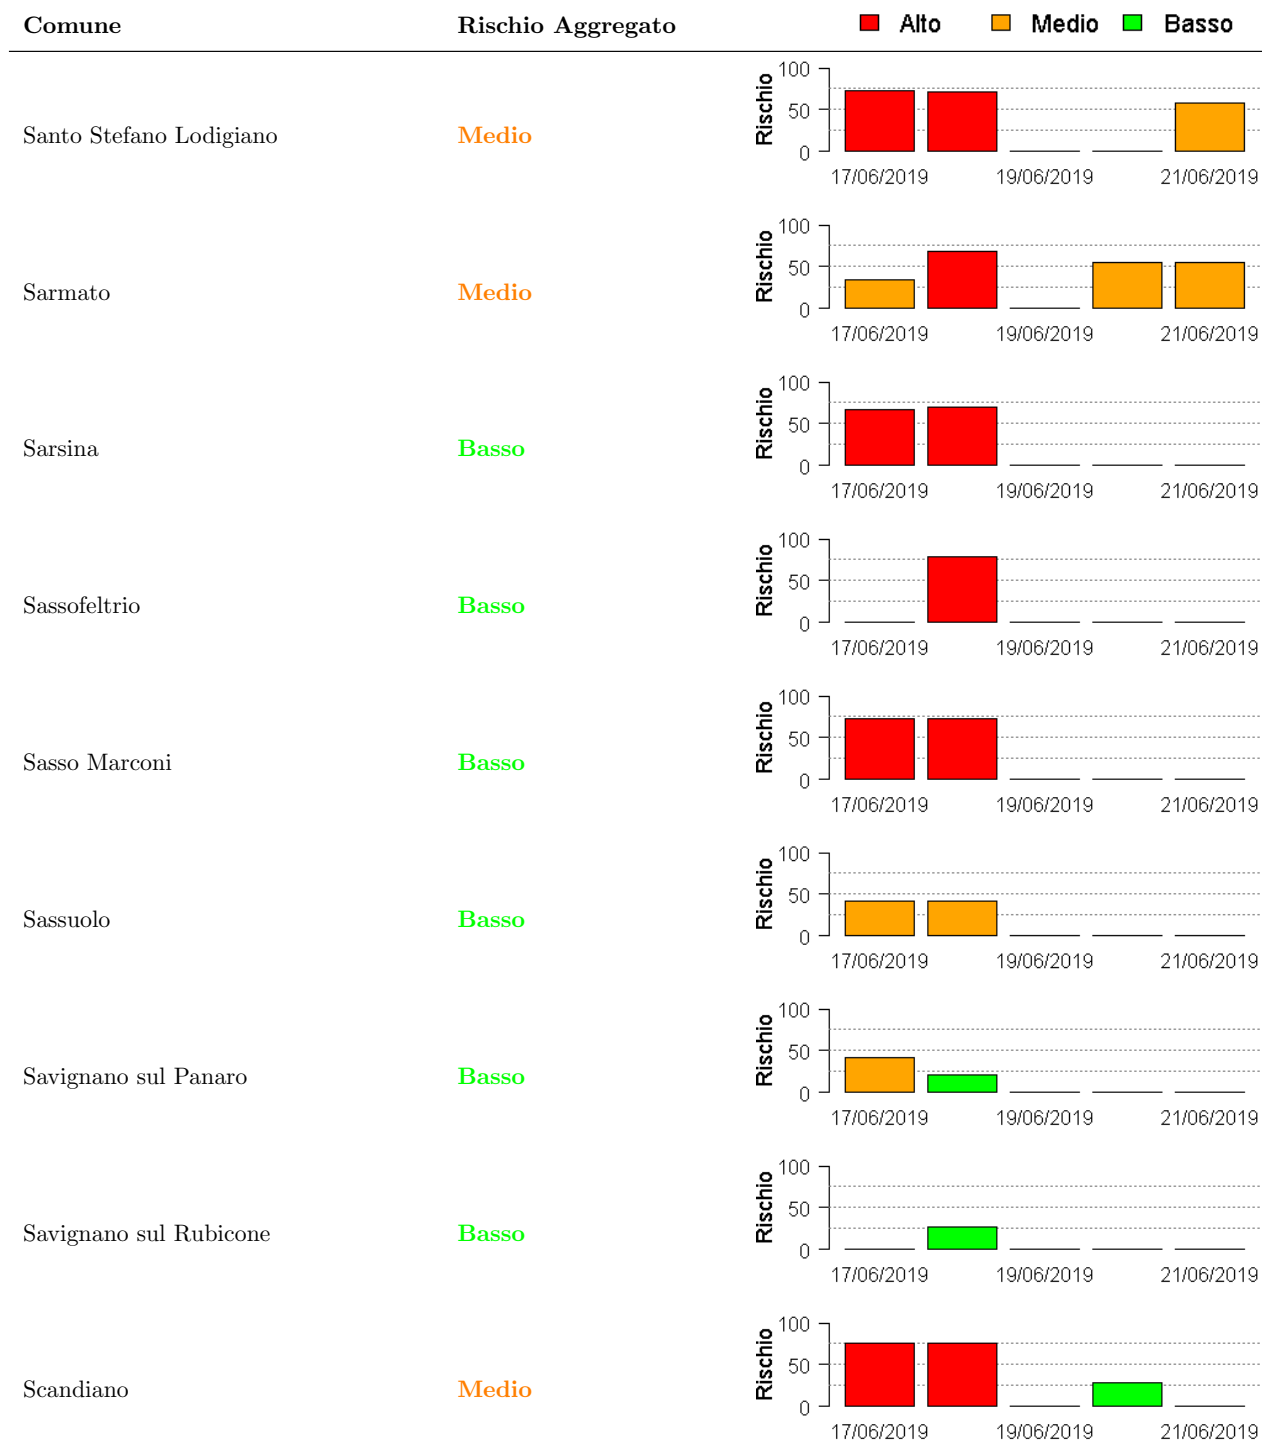 Comune Rischio Aggregato Alto Medio Basso
100
50
0
Rischio
Santo Stefano Lodigiano Medio
17/06/2019 19/06/2019 21/06/2019
100
50
0
Rischio
Sarmato Medio
17/06/2019 19/06/2019 21/06/2019
100
50
0
Rischio
Sarsina Basso
17/06/2019 19/06/2019 21/06/2019
100
50
0
Rischio
Sassofeltrio Basso
17/06/2019 19/06/2019 21/06/2019
100
50
0
Rischio
Sasso Marconi Basso
17/06/2019 19/06/2019 21/06/2019
100
50
0
Rischio
Sassuolo Basso
17/06/2019 19/06/2019 21/06/2019
100
50
0
Rischio
Savignano sul Panaro Basso
17/06/2019 19/06/2019 21/06/2019
100
50
0
Rischio
Savignano sul Rubicone Basso
17/06/2019 19/06/2019 21/06/2019
100
50
0
Rischio
Scandiano Medio
17/06/2019 19/06/2019 21/06/2019